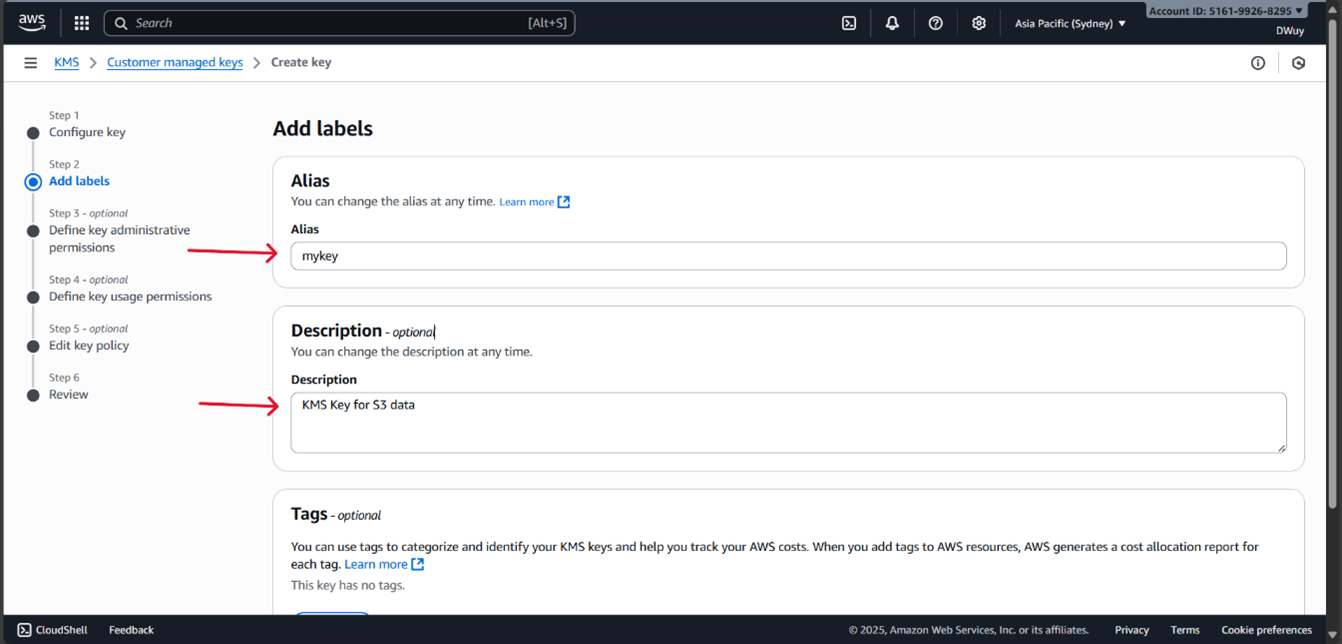 aws
Search [Alt+S]
Asia Pacific (Sydney) ▼
Account ID: 5161-9926-8295 ▼
DWuy
KMS > Customer managed keys > Create key
Step 1
Configure key
Step 2
Add labels
Step 3 - optional
Define key administrative
permissions
Step 4 - optional
Define key usage permissions
Step 5 - optional
Edit key policy
Step 6
Review
Add labels
Alias
You can change the alias at any time. Learn more
Alias
mykey
Description - optional
You can change the description at any time.
Description
KMS Key for S3 data
Tags - optional
You can use tags to categorize and identify your KMS keys and help you track your AWS costs. When you add tags to AWS resources, AWS generates a cost allocation report for
each tag. Learn more
This key has no tags.
CloudShell Feedback
© 2025, Amazon Web Services, Inc. or its affiliates. Privacy Terms Cookie preferences